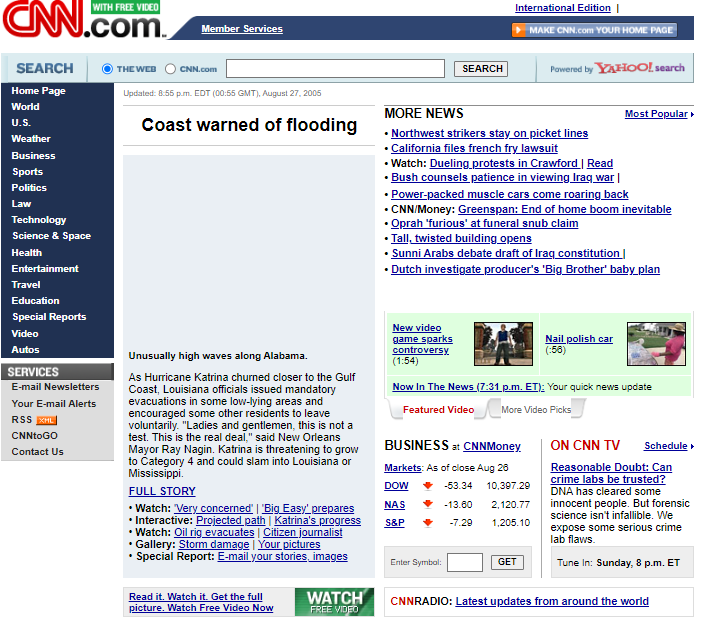 CNN.com
WITH FREE VIDEO
International Edition |
Member Services
MAKE CNN.com YOUR HOME PAGE
SEARCH
THE WEB
CNN.com
SEARCH
Powered by YAHOO! search
Home Page
World
U.S.
Weather
Business
Sports
Politics
Law
Technology
Science & Space
Health
Entertainment
Travel
Education
Special Reports
Video
Autos
SERVICES
E-mail Newsletters
Your E-mail Alerts
RSS XML
CNNtoGO
Contact Us
Updated: 8:55 p.m. EDT (00:55 GMT), August 27, 2005
Coast warned of flooding
Unusually high waves along Alabama.
As Hurricane Katrina churned closer to the Gulf
Coast, Louisiana officials issued mandatory
evacuations in some low-lying areas and
encouraged some other residents to leave
voluntarily. "Ladies and gentlemen, this is not a
test. This is the real deal," said New Orleans
Mayor Ray Nagin. Katrina is threatening to grow
to Category 4 and could slam into Louisiana or
Mississippi.
FULL STORY
• Watch: 'Very concerned' | 'Big Easy' prepares
• Interactive: Projected path | Katrina's progress
• Watch: Oil rig evacuates | Citizen journalist
• Gallery: Storm damage | Your pictures
• Special Report: E-mail your stories, images
Read it. Watch it. Get the full
picture. Watch Free Video Now
WATCH
FREE VIDEO
MORE NEWS
Most Popular
• Northwest strikers stay on picket lines
• California files french fry lawsuit
• Watch: Dueling protests in Crawford | Read
• Bush counsels patience in viewing Iraq war |
• Power-packed muscle cars come roaring back
• CNN/Money: Greenspan: End of home boom inevitable
• Oprah 'furious' at funeral snub claim
• Tall, twisted building opens
• Sunni Arabs debate draft of Iraq constitution |
• Dutch investigate producer's 'Big Brother' baby plan
New video
game sparks
controversy
(1:54)
Nail polish car
(:56)
Now In The News (7:31 p.m. ET): Your quick news update
Featured Video
More Video Picks
BUSINESS at CNNMoney
Markets: As of close Aug 26
DOW -53.34 10,397.29
NAS -13.60 2,120.77
S&P -7.29 1,205.10
Enter Symbol: GET
ON CNN TV
Schedule
Reasonable Doubt: Can
crime labs be trusted?
DNA has cleared some
innocent people. But forensic
science isn't infallible. We
expose some serious crime
lab flaws.
Tune In: Sunday, 8 p.m. ET
CNNRADIO: Latest updates from around the world